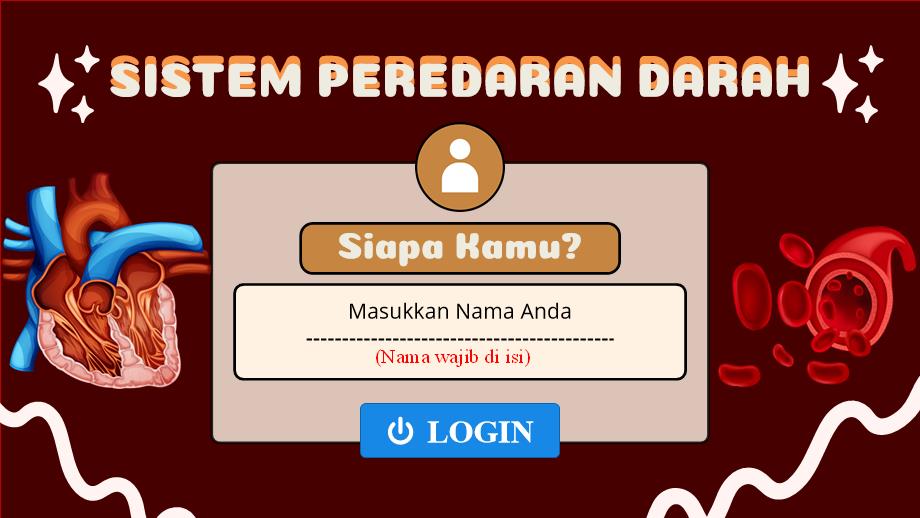 SISTEM PEREDARAN DARAH
Siapa Kamu?
Masukkan Nama Anda
-------------------------------------------
(Nama wajib di isi)
LOGIN